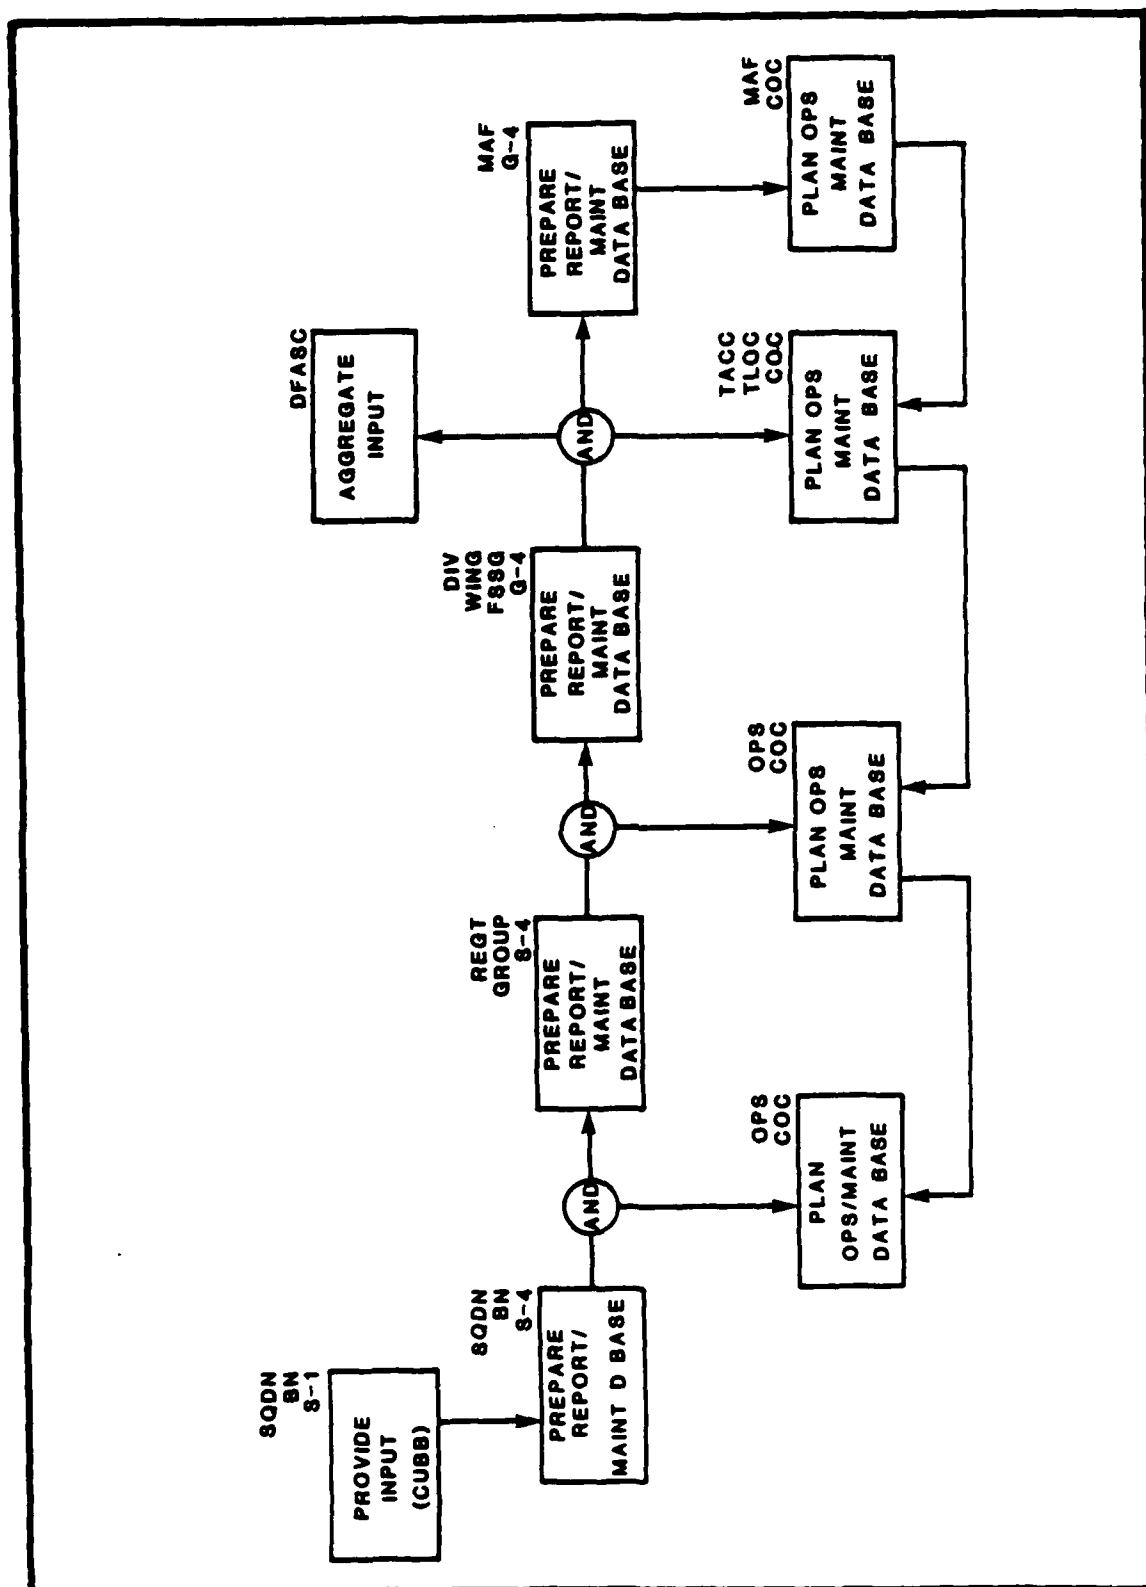 SQDN
BN
S-1
PROVIDE
INPUT
(CUBB)
SQDN
BN
S-4
PREPARE
REPORT/
MAINT D BASE
AND
OPS
COC
PLAN
OPS/MAINT
DATA BASE
REGT
GROUP
S-4
PREPARE
REPORT/
MAINT
DATA BASE
AND
OPS
COC
PLAN OPS
MAINT
DATA BASE
DIV
WING
FSSG
G-4
PREPARE
REPORT/
MAINT
DATA BASE
AND
DFASC
AGGREGATE
INPUT
TACC
TLOC
COC
PLAN OPS
MAINT
DATA BASE
MAF
G-4
PREPARE
REPORT/
MAINT
DATA BASE
MAF
COC
PLAN OPS
MAINT
DATA BASE